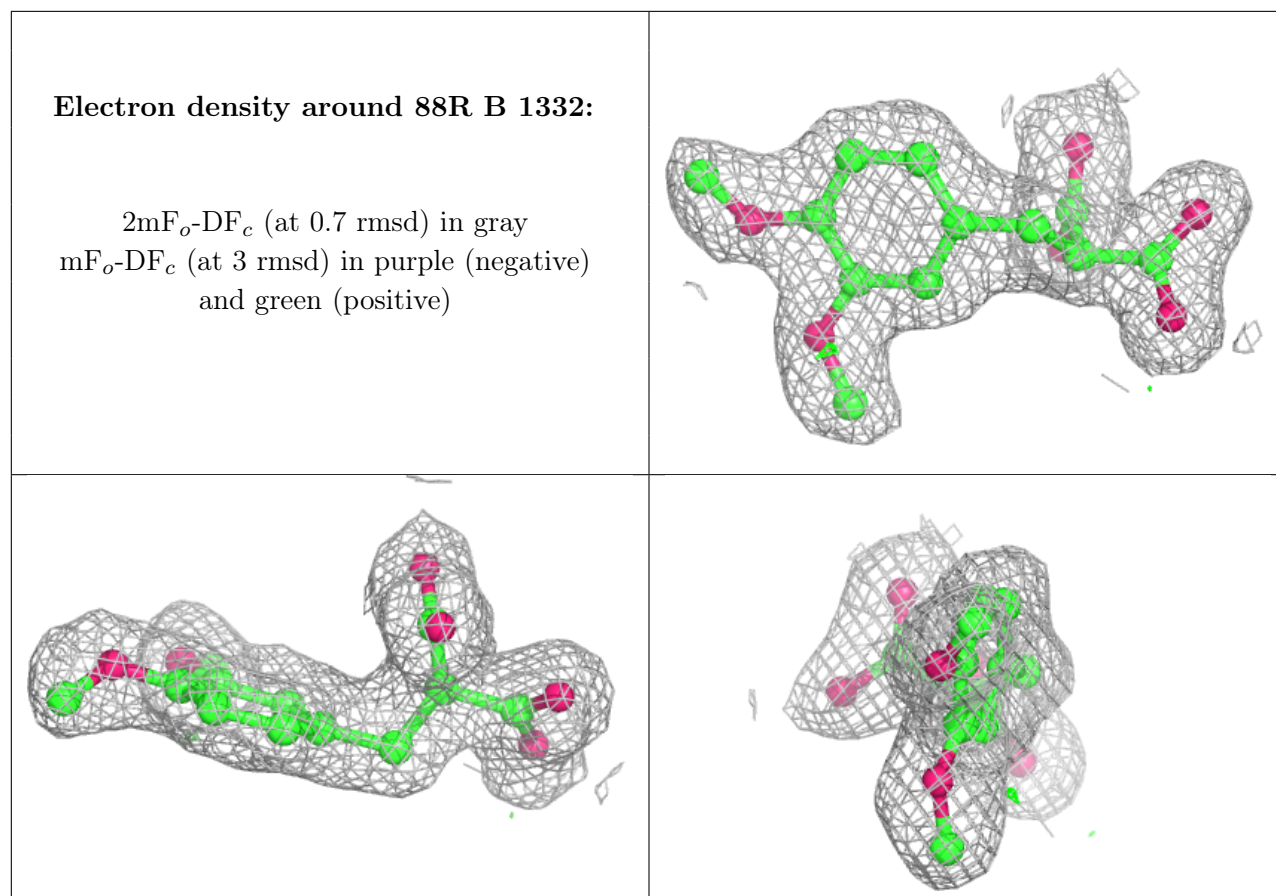 Electron density around 88R B 1332:
2mFo-DFc (at 0.7 rmsd) in gray
mFo-DFc (at 3 rmsd) in purple (negative)
and green (positive)